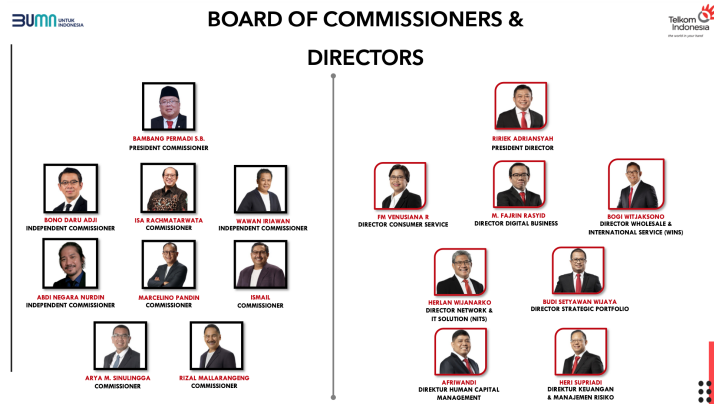 BUMN UNTUK
INDONESIA
BOARD OF COMMISSIONERS &
DIRECTORS
Telkom
Indonesia
the world in your hand
BAMBANG PERMADI S.B.
PRESIDENT COMMISSIONER
BONO DARU ADJI
INDEPENDENT COMMISSIONER
ISA RACHMATARWATA
COMMISSIONER
WAWAN IRIAWAN
INDEPENDENT COMMISSIONER
ABDI NEGARA NURDIN
INDEPENDENT COMMISSIONER
MARCELINO PANDIN
COMMISSIONER
ISMAIL
COMMISSIONER
ARYA M. SINULINGGA
COMMISSIONER
RIZAL MALLARANGENG
COMMISSIONER
RIRIEK ADRIANSYAH
PRESIDENT DIRECTOR
FM VENUSIANA R
DIRECTOR CONSUMER SERVICE
M. FAJRIN RASYID
DIRECTOR DIGITAL BUSINESS
BOGI WITJAKSONO
DIRECTOR WHOLESALE &
INTERNATIONAL SERVICE (WINS)
HERLAN WIJANARKO
DIRECTOR NETWORK &
IT SOLUTION (NITS)
BUDI SETYAWAN WIJAYA
DIRECTOR STRATEGIC PORTFOLIO
AFRIWANDI
DIREKTUR HUMAN CAPITAL
MANAGEMENT
HERI SUPRIADI
DIREKTUR KEUANGAN
& MANAJEMEN RISIKO